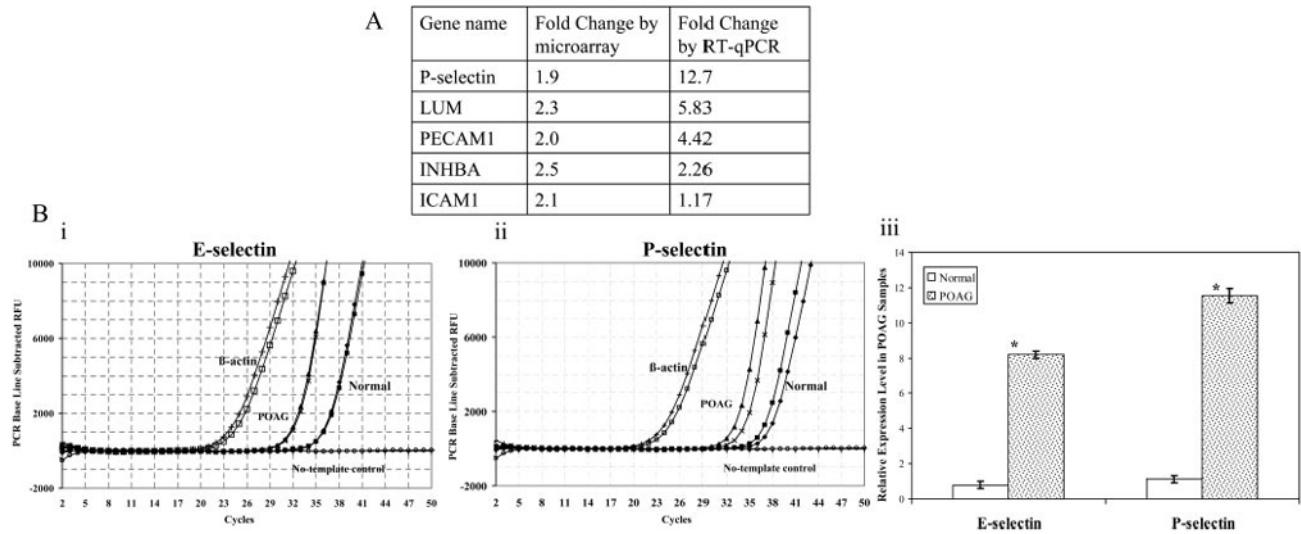 A
Gene name Fold Change by microarray Fold Change by RT-qPCR
P-selectin 1.9 12.7
LUM 2.3 5.83
PECAM1 2.0 4.42
INHBA 2.5 2.26
ICAM1 2.1 1.17
B
i
E-selectin
PCR Base Line Subtracted RFU
10000
6000
2000
-2000
ß-actin
POAG
Normal
No-template control
2 5 8 11 14 17 20 23 26 29 32 35 38 41 44 47 50
Cycles
ii
P-selectin
PCR Base Line Subtracted RFU
10000
6000
2000
-2000
ß-actin
POAG
Normal
No-template control
2 5 8 11 14 17 20 23 26 29 32 35 38 41 44 47 50
Cycles
iii
Relative Expression Level in POAG Samples
14
12
10
8
6
4
2
0
Normal
POAG
*
*
E-selectin P-selectin